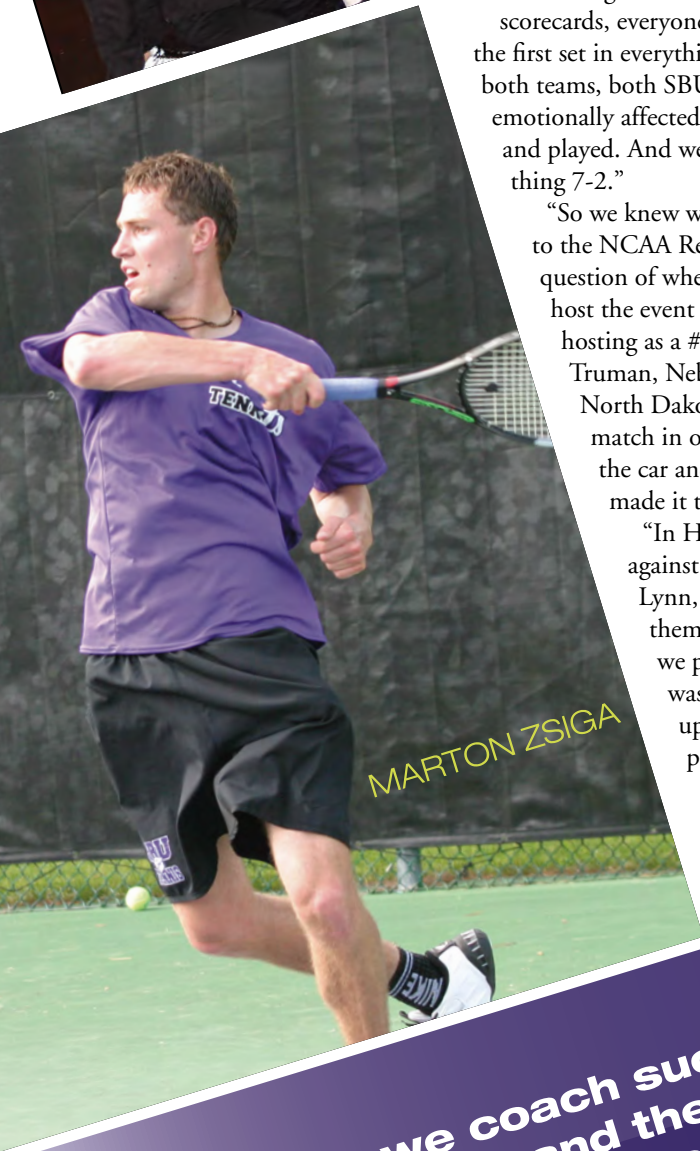 scorecards, everyone
the first set in everythi
both teams, both SBU
emotionally affected
and played. And we
thing 7-2.”
“So we knew w
to the NCAA Re
question of whe
host the event
hosting as a #
Truman, Neb
North Dako
match in o
the car an
made it t
“In H
against
Lynn,
them
we p
was
up
p
TENNIS
MARTON ZSIGA
NIKE
we coach suc
and the